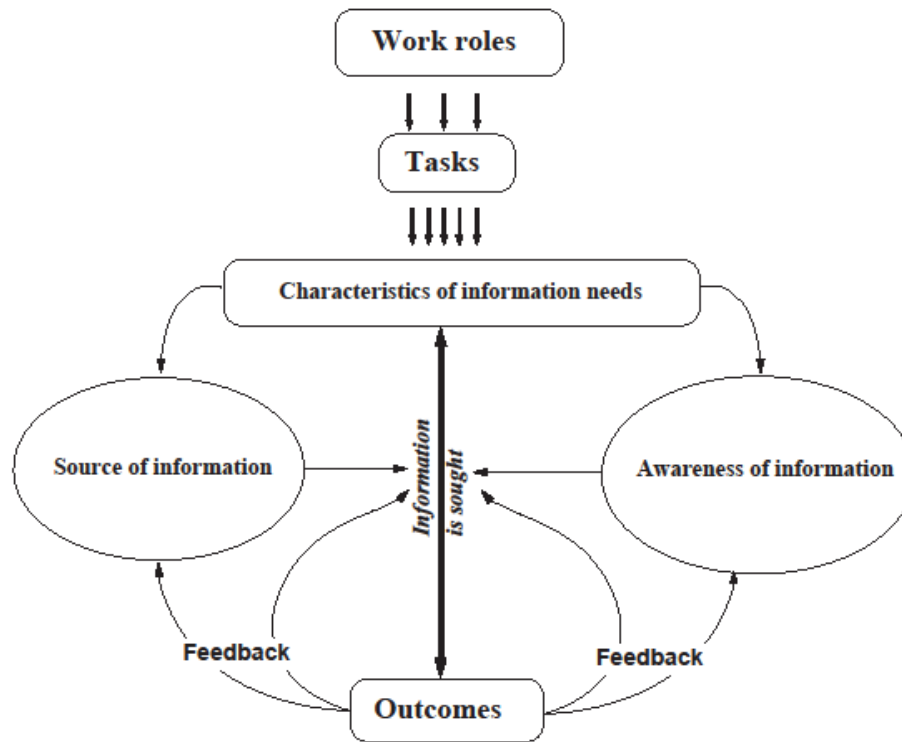 Work roles
Tasks
Characteristics of information needs
Source of information
Information
is sought
Awareness of information
Feedback
Feedback
Outcomes